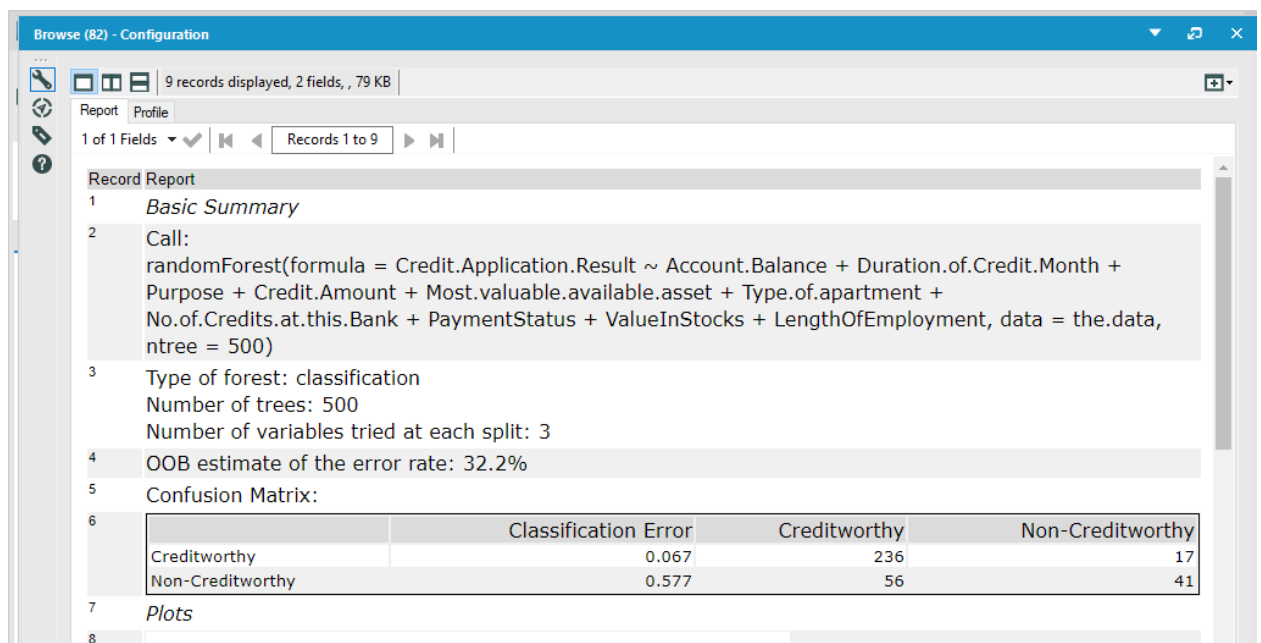 Browse (82) - Configuration
9 records displayed, 2 fields, , 79 KB
Report Profile
1 of 1 Fields Records 1 to 9
Record Report
1 Basic Summary
2 Call:
randomForest(formula = Credit.Application.Result ~ Account.Balance + Duration.of.Credit.Month +
Purpose + Credit.Amount + Most.valuable.available.asset + Type.of.apartment +
No.of.Credits.at.this.Bank + PaymentStatus + ValueInStocks + LengthOfEmployment, data = the.data,
ntree = 500)
3 Type of forest: classification
Number of trees: 500
Number of variables tried at each split: 3
4 OOB estimate of the error rate: 32.2%
5 Confusion Matrix:
6 Classification Error Creditworthy Non-Creditworthy
Creditworthy 0.067 236 17
Non-Creditworthy 0.577 56 41
7 Plots
8